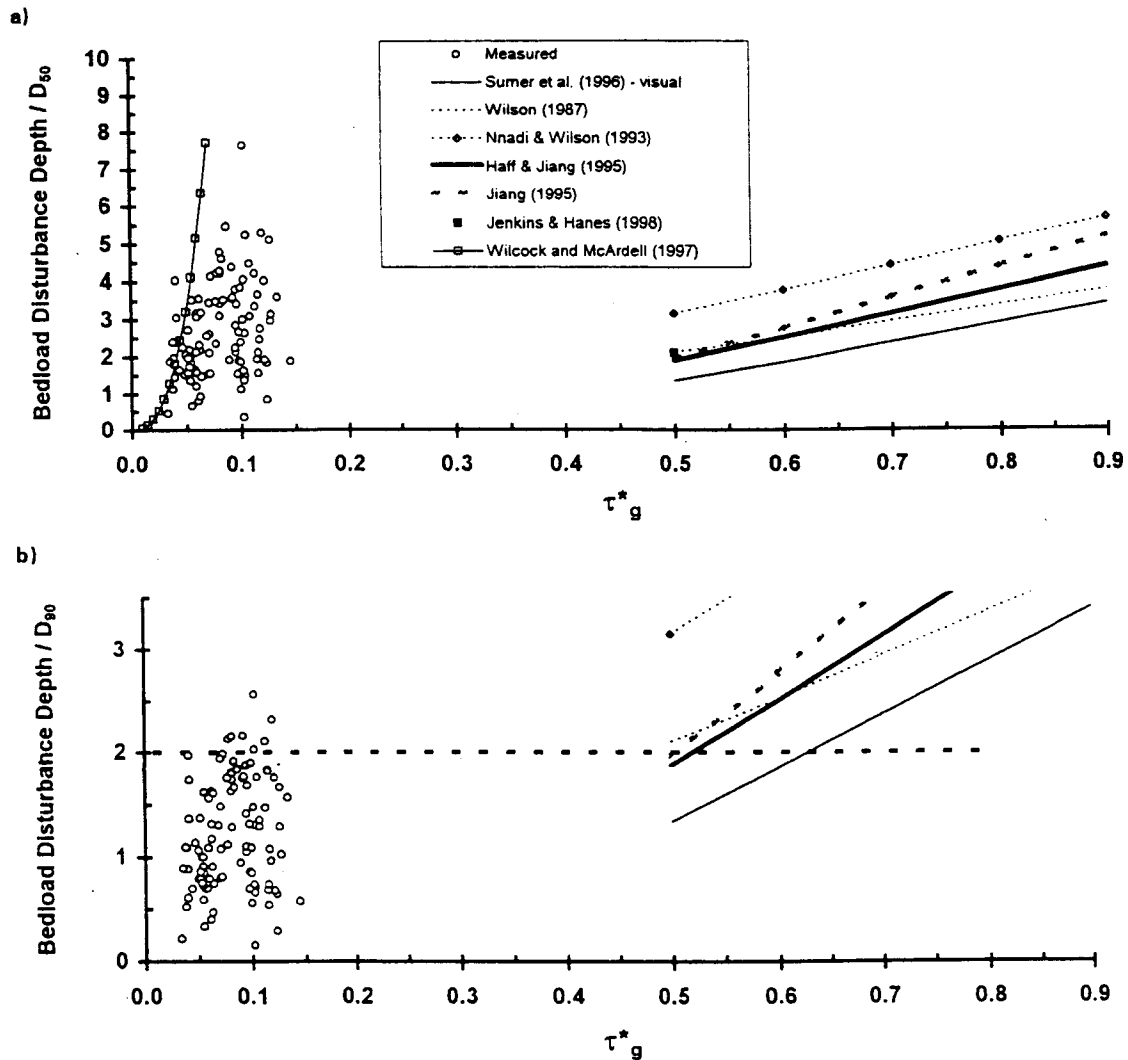 a)
Bedload Disturbance Depth / D50
10
9
8
7
6
5
4
3
2
1
0
Measured
Sumer et al. (1996) - visual
Wilson (1987)
Nnadi & Wilson (1993)
Haff & Jiang (1995)
Jiang (1995)
Jenkins & Hanes (1998)
Wilcock and McArdell (1997)
0.0 0.1 0.2 0.3 0.4 0.5 0.6 0.7 0.8 0.9
τ*g
b)
Bedload Disturbance Depth / D90
3
2
1
0
0.0 0.1 0.2 0.3 0.4 0.5 0.6 0.7 0.8 0.9
τ*g